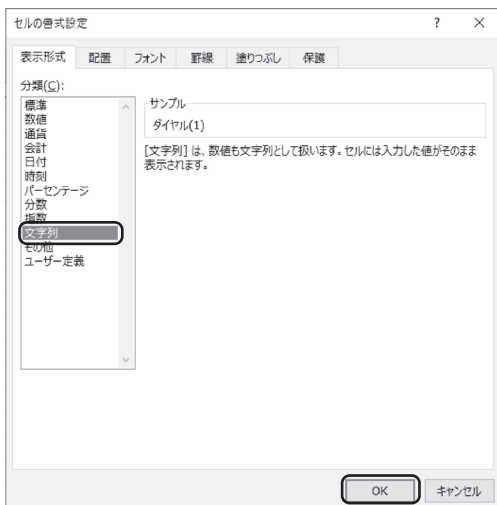 セルの書式設定 ? ×
表示形式 配置 フォント 罫線 塗りつぶし 保護
分類(C):
標準
数値
通貨
会計
日付
時刻
パーセンテージ
分数
指数
文字列
その他
ユーザー定義
サンプル
ダイヤル(1)
[文字列] は、数値も文字列として扱います。セルには入力した値がそのまま
表示されます。
OK キャンセル